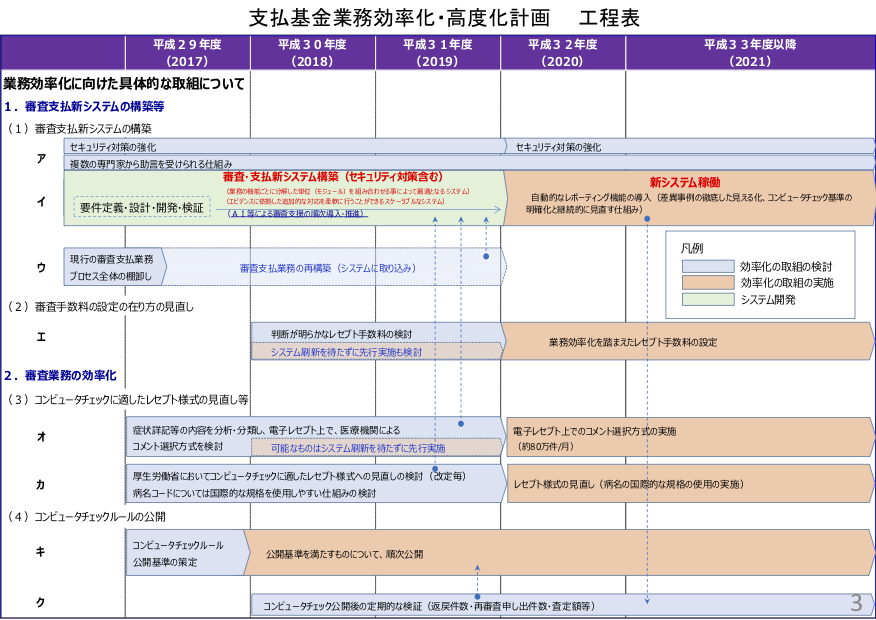 支払基金業務効率化・高度化計画　工程表
平成２９年度
（2017）
平成３０年度
（2018）
平成３１年度
（2019）
平成３２年度
（2020）
平成３３年度以降
（2021）
業務効率化に向けた具体的な取組について
１．審査支払新システムの構築等
（１）審査支払新システムの構築
ア
セキュリティ対策の強化
セキュリティ対策の強化
複数の専門家から助言を受けられる仕組み
イ
審査・支払新システム構築（セキュリティ対策含む）
（業務の機能ごとに分解した単位（モジュール）を組み合わせる事によって最適となるシステム）
（エビデンスに依拠した追加的な対応を柔軟に行うことができるスケーラブルなシステム）
（ＡＩ等による審査支援の順次導入・推進）
要件定義・設計・開発・検証
新システム稼働
自動的なレポーティング機能の導入（差異事例の徹底した見える化、コンピュータチェック基準の
明確化と継続的に見直す仕組み）
ウ
現行の審査支払業務
プロセス全体の棚卸し
審査支払業務の再構築（システムに取り込み）
凡例
効率化の取組の検討
効率化の取組の実施
システム開発
（２）審査手数料の設定の在り方の見直し
エ
判断が明らかなレセプト手数料の検討
システム刷新を待たずに先行実施も検討
業務効率化を踏まえたレセプト手数料の設定
２．審査業務の効率化
（３）コンピュータチェックに適したレセプト様式の見直し等
オ
症状詳記等の内容を分析・分類し、電子レセプト上で、医療機関による
コメント選択方式を検討
可能なものはシステム刷新を待たずに先行実施
電子レセプト上でのコメント選択方式の実施
（約80万件/月）
カ
厚生労働省においてコンピュータチェックに適したレセプト様式への見直しの検討（改定毎）
病名コードについては国際的な規格を使用しやすい仕組みの検討
レセプト様式の見直し（病名の国際的な規格の使用の実施）
（４）コンピュータチェックルールの公開
キ
コンピュータチェックルール
公開基準の策定
公開基準を満たすものについて、順次公開
ク
コンピュータチェック公開後の定期的な検証（返戻件数・再審査申し出件数・査定額等）
3